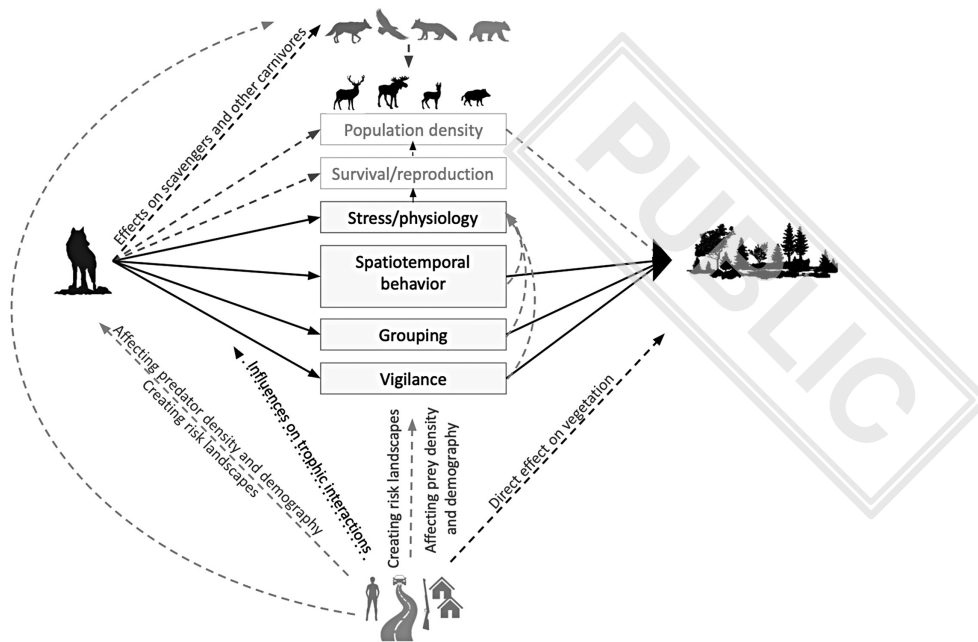 Effects on scavengers and other carnivores
Population density
Survival/reproduction
Stress/physiology
Spatiotemporal
behavior
Grouping
Vigilance
Affecting predator density and demography
Creating risk landscapes
Influences on trophic interactions
Creating risk landscapes
Affecting prey density
and demography
Direct effect on vegetation
PUBLIC